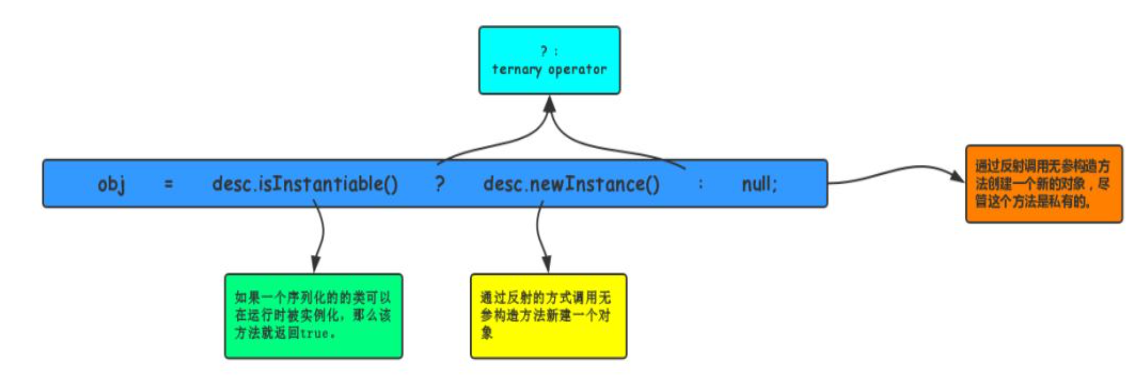 ? :
ternary operator
obj = desc.isInstantiable() ? desc.newInstance() : null;
通过反射调用无参构造方
法创建一个新的对象，尽
管这个方法是私有的。
如果一个序列化的的类可以
在运行时被实例化，那么该
方法就返回true。
通过反射的方式调用无
参构造方法新建一个对
象